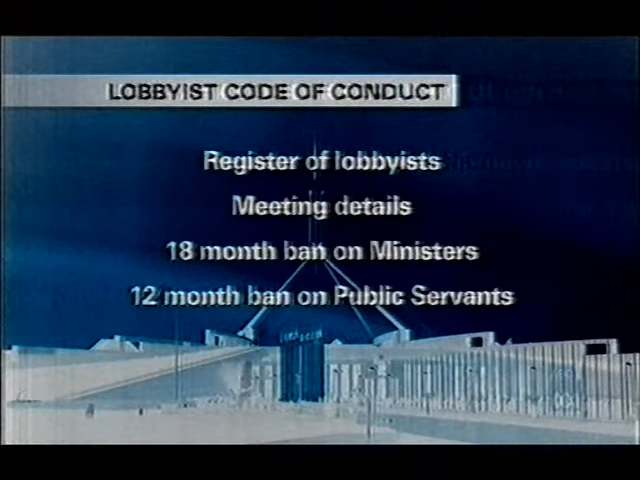 LOBBYIST CODE OF CONDUCT
Register of lobbyists
Meeting details
18 month ban on Ministers
12 month ban on Public Servants